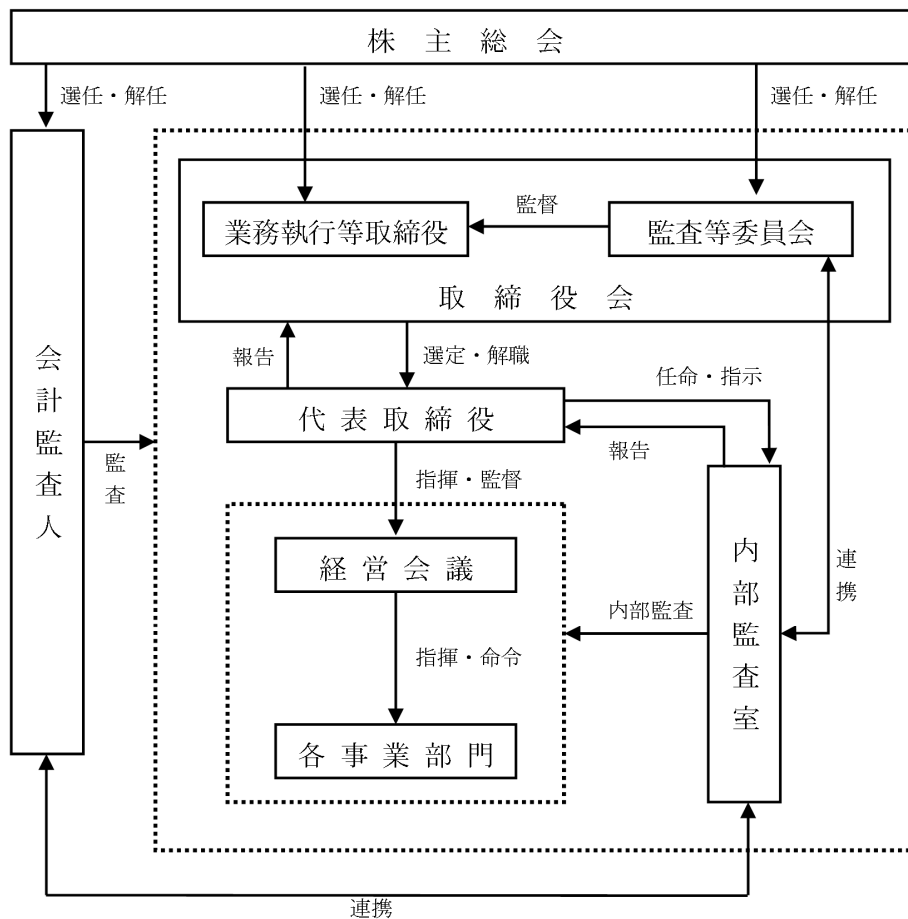 株主総会
選任・解任
選任・解任
選任・解任
監督
業務執行等取締役
監査等委員会
取締役会
報告
選定・解職
任命・指示
代表取締役
報告
会計監査人
監査
指揮・監督
経営会議
内部監査室
連携
内部監査
指揮・命令
各事業部門
連携